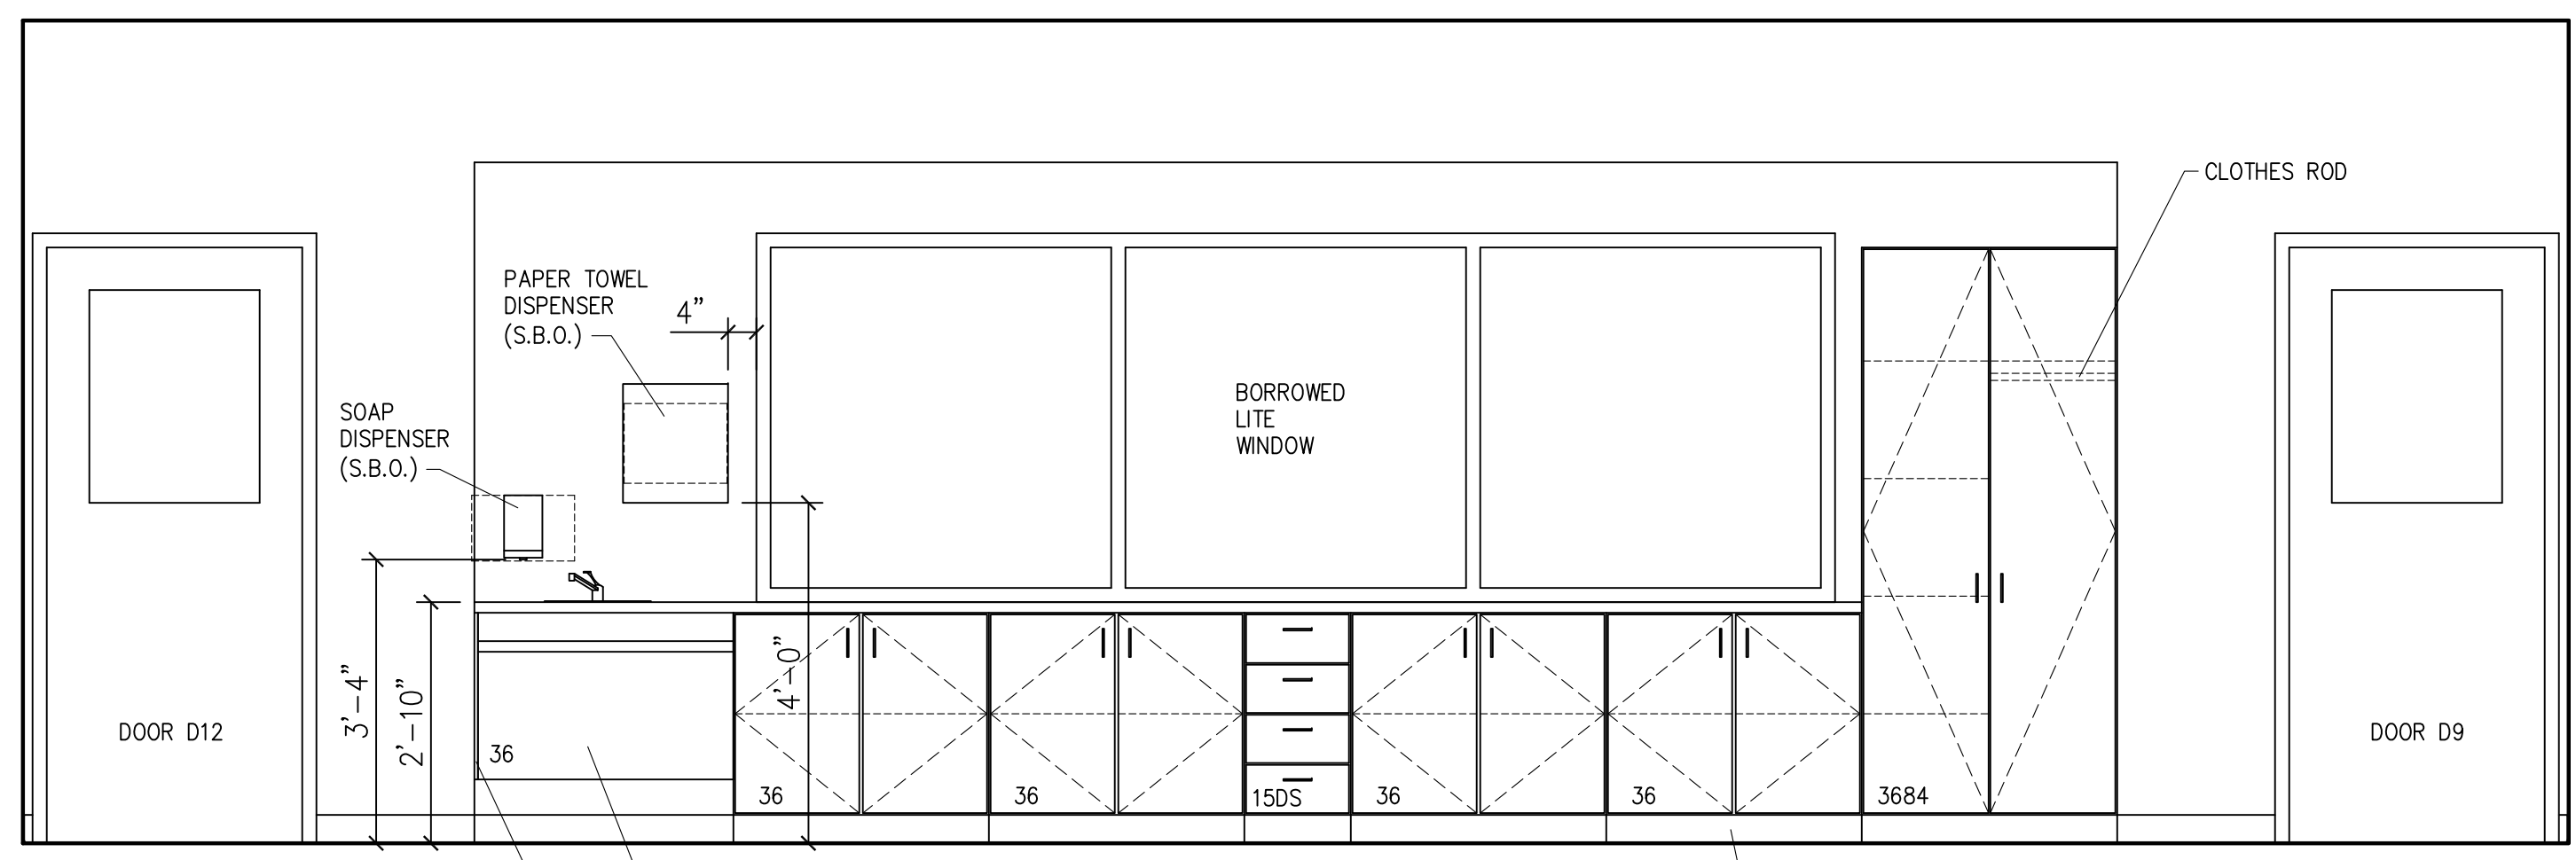 CLOTHES ROD
PAPER TOWEL
DISPENSER
(S.B.O.)
4"
SOAP
DISPENSER
(S.B.O.)
BORROWED
LITE
WINDOW
3'-4"
2'-10"
4'-0"
DOOR D12
36
36
36
15DS
36
36
3684
DOOR D9